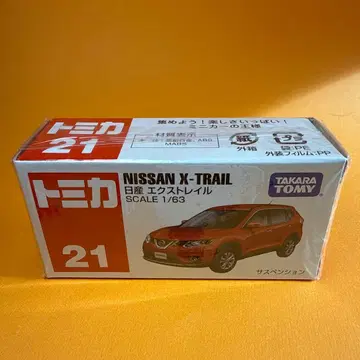 トミカ
21
集めよう!楽しさいっぱい!
ミニカーの王様
材質表示
MABS
紙
外箱
プラ
袋:PE
外装フィルム:PP
トミカ
21
NISSAN X-TRAIL
日産 エクストレイル
SCALE 1/63
TAKARA
TOMY
サスペンション